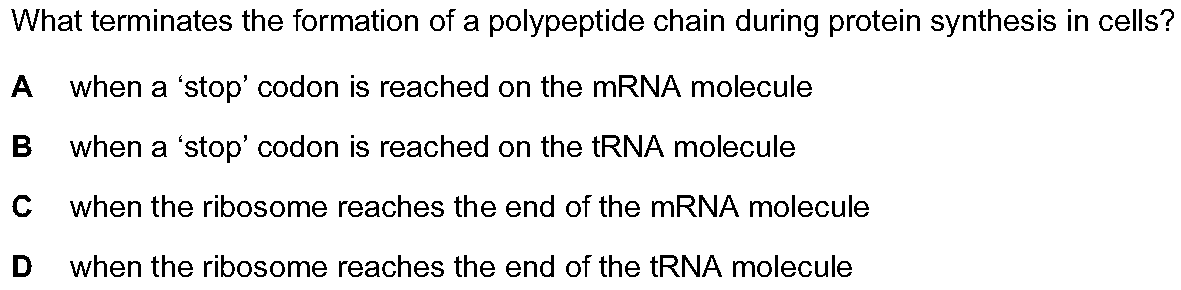 What terminates the formation of a polypeptide chain during protein synthesis in cells?
A when a ‘stop’ codon is reached on the mRNA molecule
B when a ‘stop’ codon is reached on the tRNA molecule
C when the ribosome reaches the end of the mRNA molecule
D when the ribosome reaches the end of the tRNA molecule